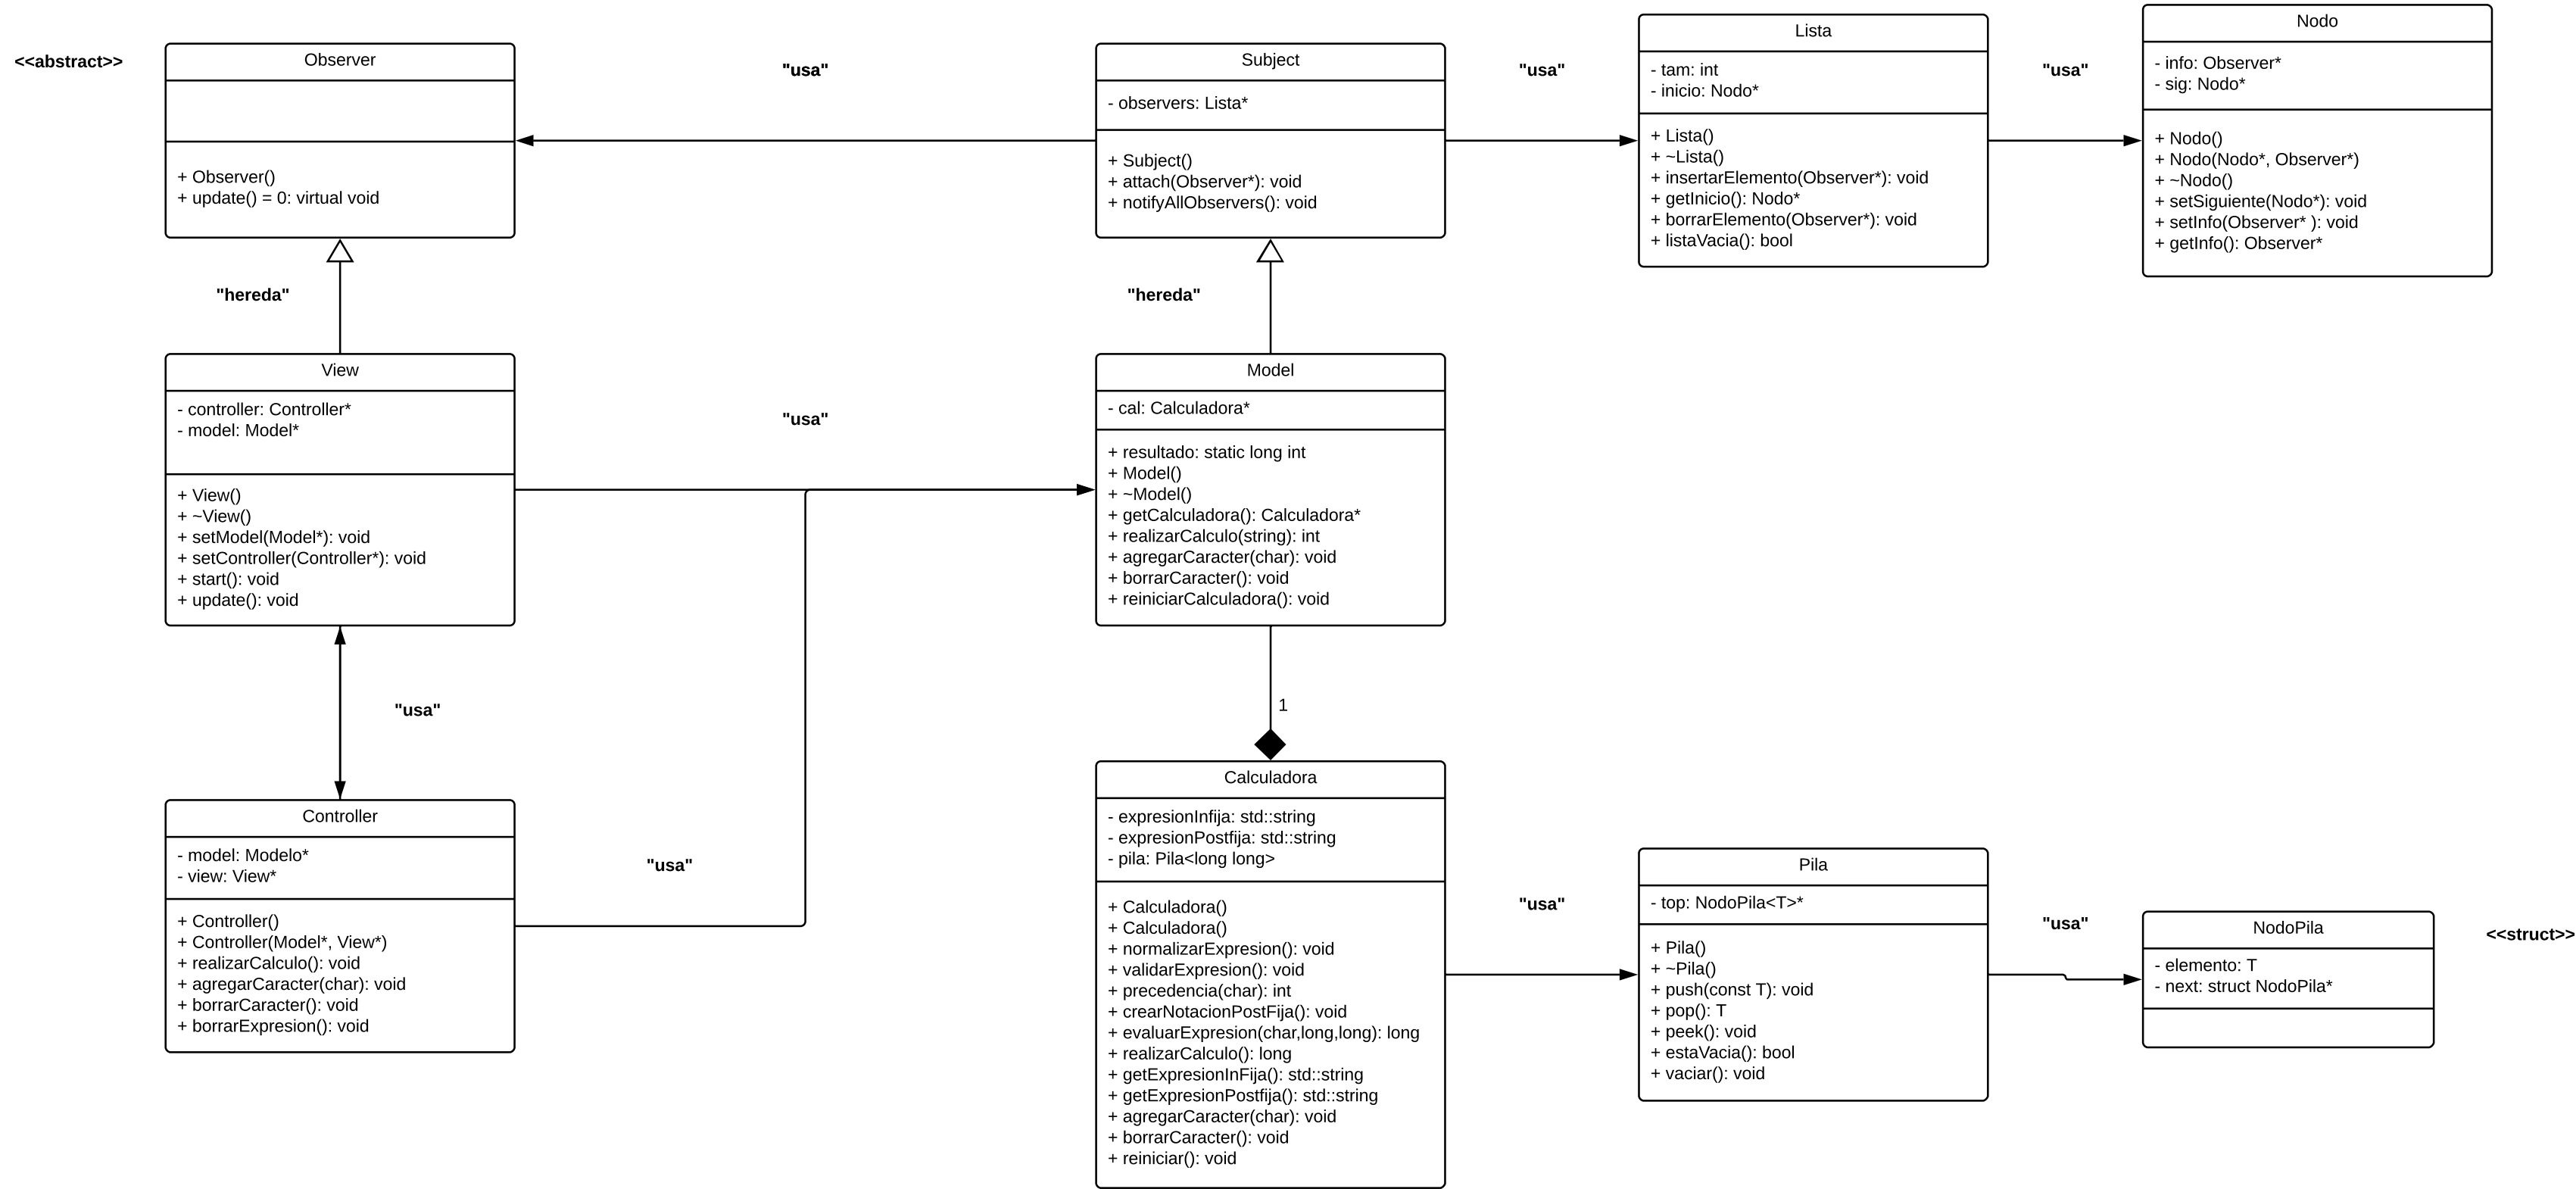 <<abstract>>
Observer
+ Observer()
+ update() = 0: virtual void
"usa"
Subject
- observers: Lista*
+ Subject()
+ attach(Observer*): void
+ notifyAllObservers(): void
"usa"
Lista
- tam: int
- inicio: Nodo*
+ Lista()
+ ~Lista()
+ insertarElemento(Observer*): void
+ getInicio(): Nodo*
+ borrarElemento(Observer*): void
+ listaVacia(): bool
"usa"
Nodo
- info: Observer*
- sig: Nodo*
+ Nodo()
+ Nodo(Nodo*, Observer*)
+ ~Nodo()
+ setSiguiente(Nodo*): void
+ setInfo(Observer* ): void
+ getInfo(): Observer*
"hereda"
"hereda"
View
- controller: Controller*
- model: Model*
+ View()
+ ~View()
+ setModel(Model*): void
+ setController(Controller*): void
+ start(): void
+ update(): void
"usa"
Model
- cal: Calculadora*
+ resultado: static long int
+ Model()
+ ~Model()
+ getCalculadora(): Calculadora*
+ realizarCalculo(string): int
+ agregarCaracter(char): void
+ borrarCaracter(): void
+ reiniciarCalculadora(): void
"usa"
1
Controller
- model: Modelo*
- view: View*
+ Controller()
+ Controller(Model*, View*)
+ realizarCalculo(): void
+ agregarCaracter(char): void
+ borrarCaracter(): void
+ borrarExpresion(): void
"usa"
Calculadora
- expresionInfija: std::string
- expresionPostfija: std::string
- pila: Pila<long long>
+ Calculadora()
+ Calculadora()
+ normalizarExpresion(): void
+ validarExpresion(): void
+ precedencia(char): int
+ crearNotacionPostFija(): void
+ evaluarExpresion(char,long,long): long
+ realizarCalculo(): long
+ getExpresionInFija(): std::string
+ getExpresionPostfija(): std::string
+ agregarCaracter(char): void
+ borrarCaracter(): void
+ reiniciar(): void
"usa"
Pila
- top: NodoPila<T>*
+ Pila()
+ ~Pila()
+ push(const T): void
+ pop(): T
+ peek(): void
+ estaVacia(): bool
+ vaciar(): void
"usa"
NodoPila
- elemento: T
- next: struct NodoPila*
<<struct>>